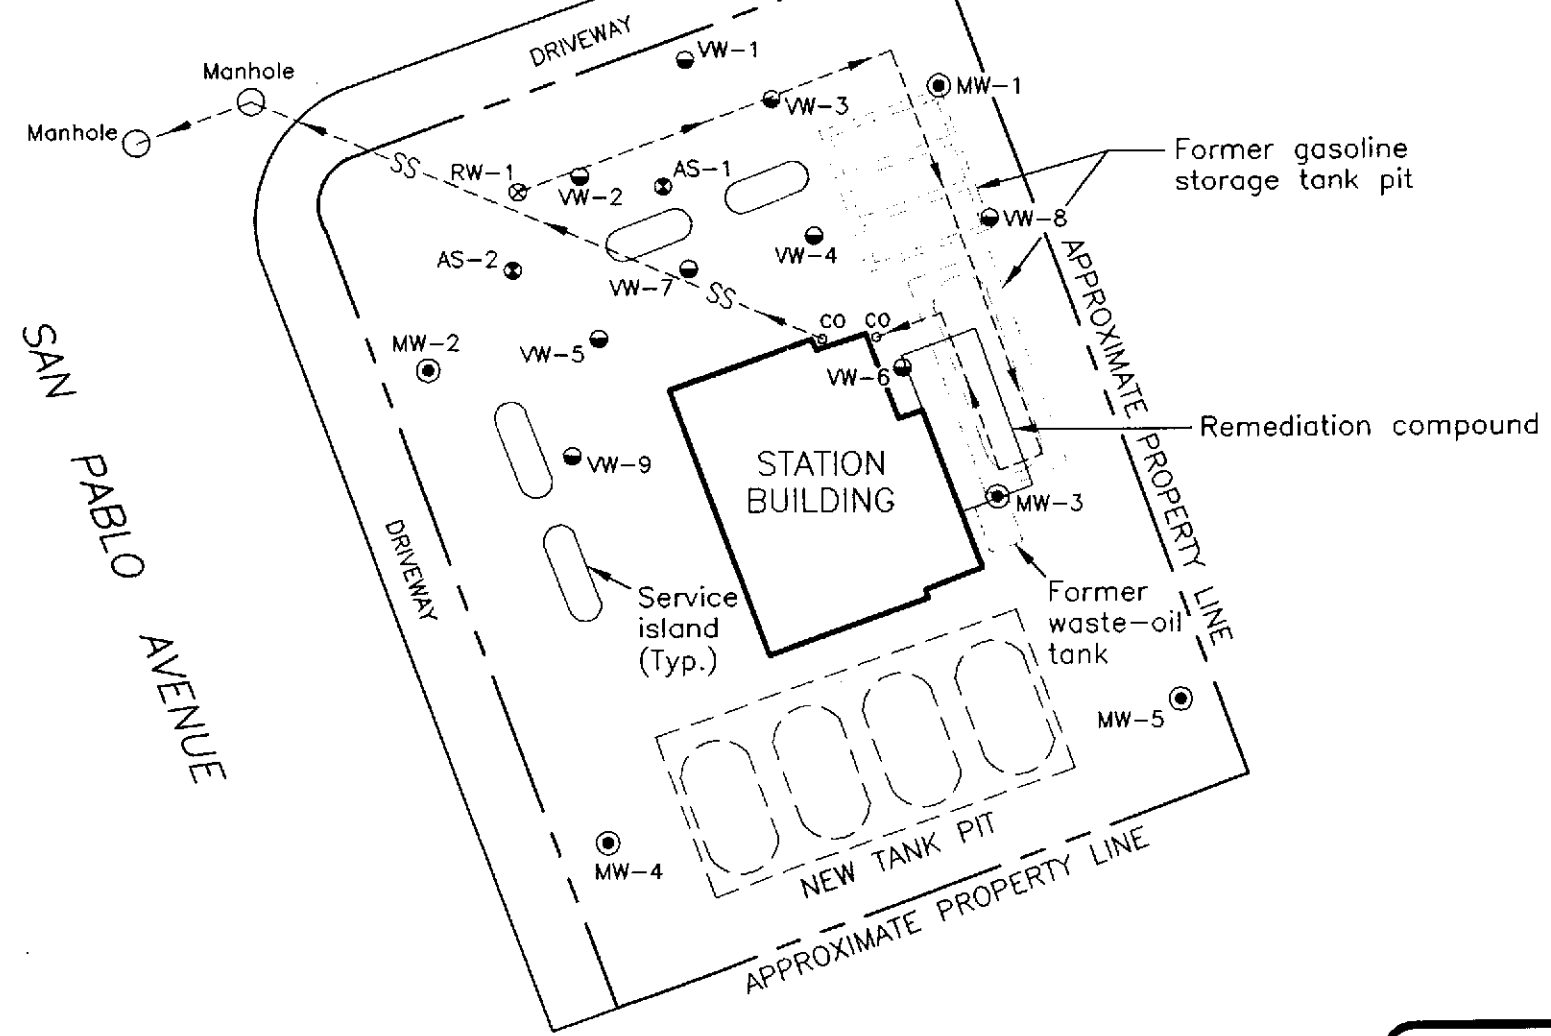 DRIVEWAY
VW-1
Manhole
MW-1
VW-3
Manhole
Former gasoline
storage tank pit
SS
RW-1
AS-1
VW-2
VW-8
VW-4
AS-2
VW-7
SS
APPROXIMATE PROPERTY LINE
CO
CO
MW-2
VW-5
VW-6
SAN PABLO AVENUE
Remediation compound
VW-9
STATION
BUILDING
MW-3
DRIVEWAY
Service
island
(Typ.)
Former
waste-oil
tank
MW-5
NEW TANK PIT
MW-4
APPROXIMATE PROPERTY LINE